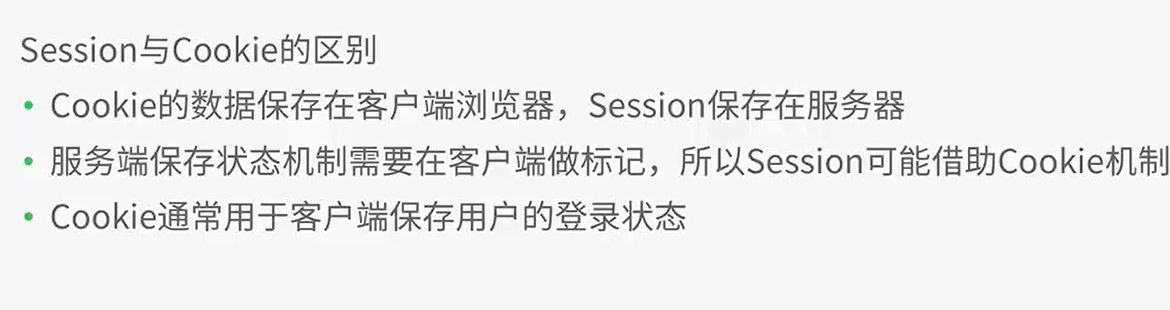 Session与Cookie的区别
• Cookie的数据保存在客户端浏览器，Session保存在服务器
• 服务端保存状态机制需要在客户端做标记，所以Session可能借助Cookie机制
• Cookie通常用于客户端保存用户的登录状态